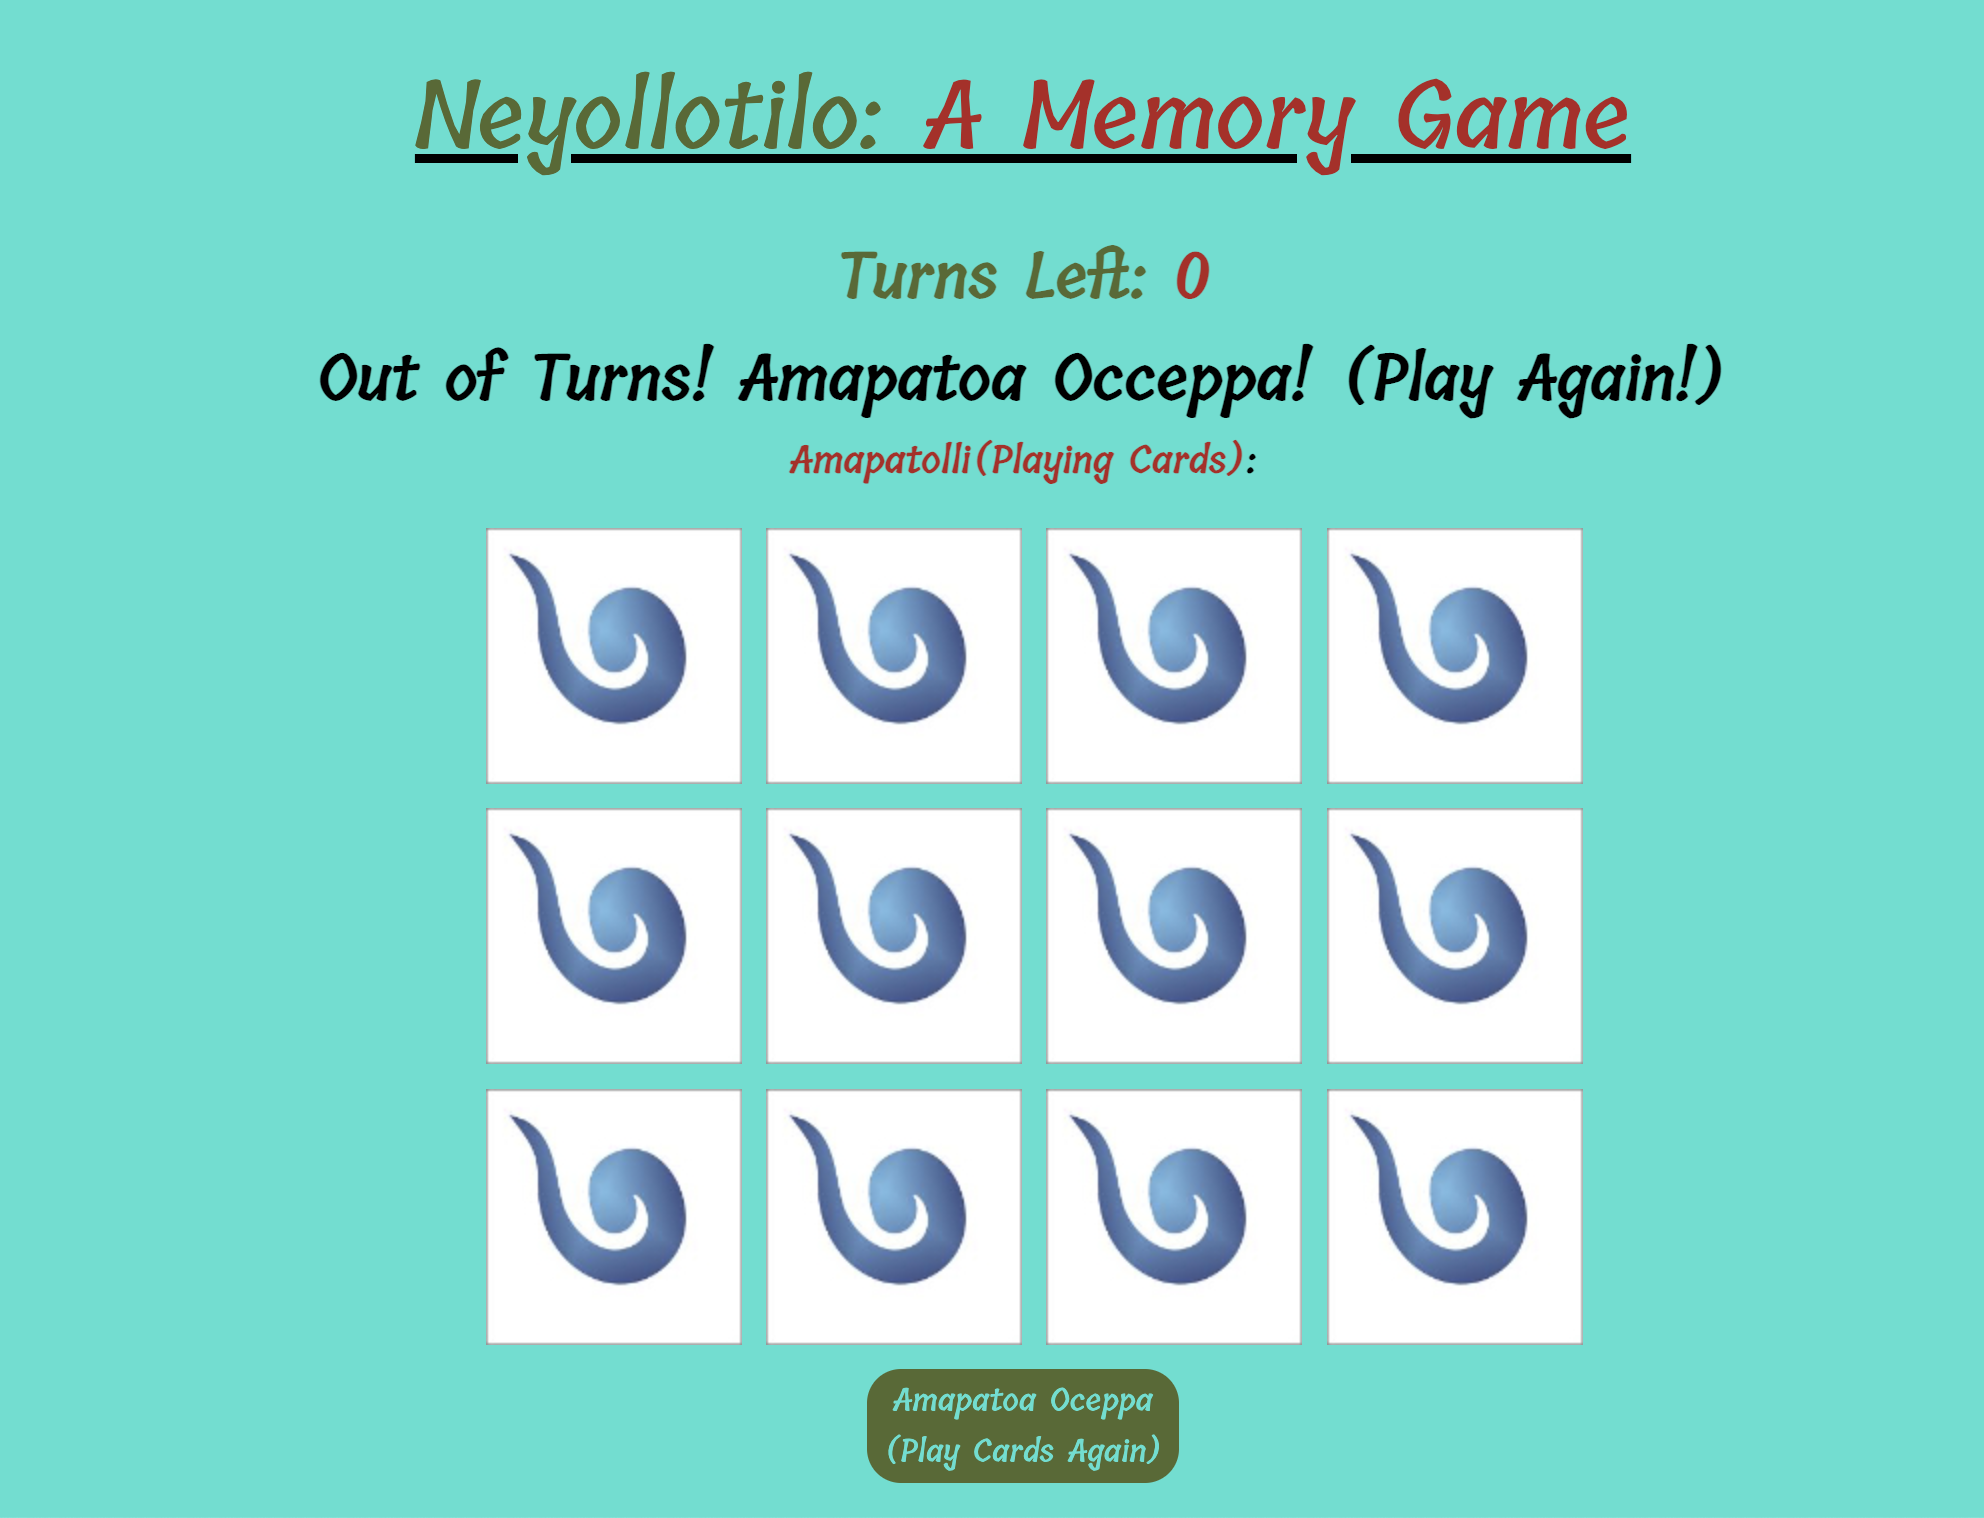 Neyollotilo: A Memory Game
Turns Left: 0
Out of Turns! Amapatoa Occeppa! (Play Again!)
Amapatolli(Playing Cards):
Amapatoa Oceppa
(Play Cards Again)